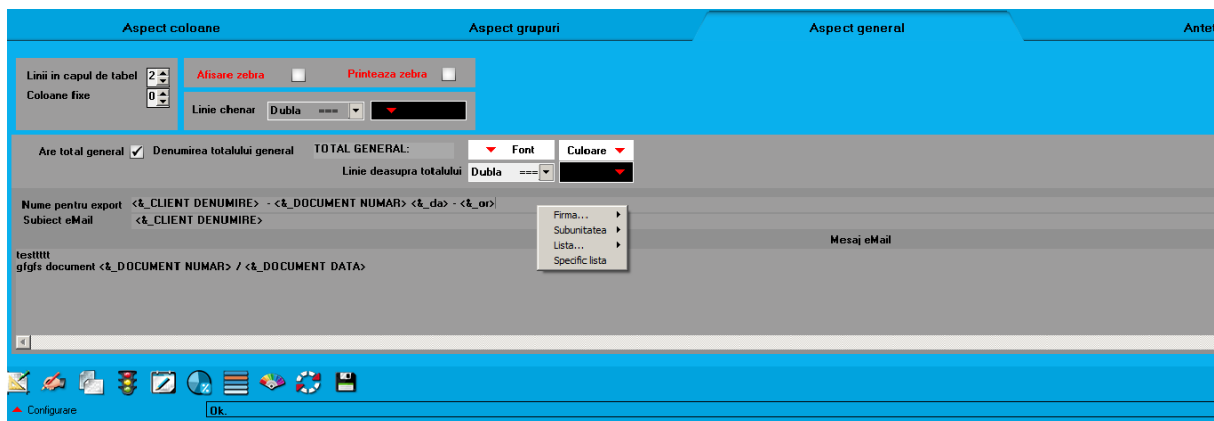 Aspect coloane Aspect grupuri Aspect general Antet
Linii in capul de tabel 2 Afisare zebra Printeaza zebra
Coloane fixe 0
Linie chenar Dubla ===
Are total general Denumirea totalului general TOTAL GENERAL: Font Culoare
Linie deasupra totalului Dubla ===
Nume pentru export <&_CLIENT DENUMIRE> - <&_DOCUMENT NUMAR> <&_da> - <&_or>
Subiect eMail <&_CLIENT DENUMIRE>
Firma...
Subunitatea
Lista...
Specific lista
Mesaj eMail
testtttt
gfgfs document <&_DOCUMENT NUMAR> / <&_DOCUMENT DATA>
Configurare Ok.